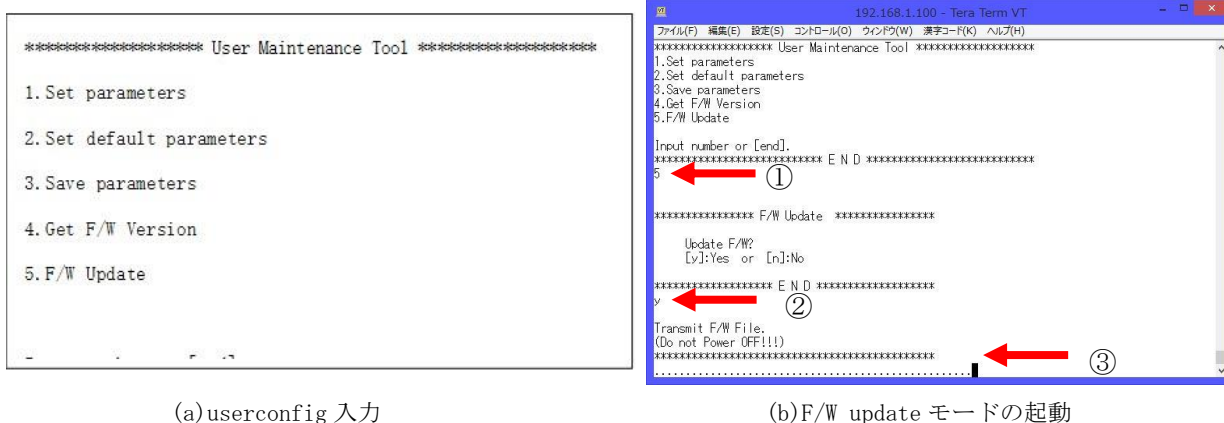 ******************** User Maintenance Tool ********************
1.Set parameters
2.Set default parameters
3.Save parameters
4.Get F/W Version
5.F/W Update
192.168.1.100 - Tera Term VT
ファイル(F) 編集(E) 設定(S) コントロール(O) ウィンドウ(W) 漢字コード(K) ヘルプ(H)
******************* User Maintenance Tool *******************
1.Set parameters
2.Set default parameters
3.Save parameters
4.Get F/W Version
5.F/W Update
Input number or [end].
*************************** E N D ***************************
5 ①
**************** F/W Update ****************
Update F/W?
[y]:Yes or [n]:No
******************* E N D *******************
y ②
Transmit F/W File.
(Do not Power OFF!!!)
********************************************* ③
...................................................
(a)userconfig 入力
(b)F/W update モードの起動